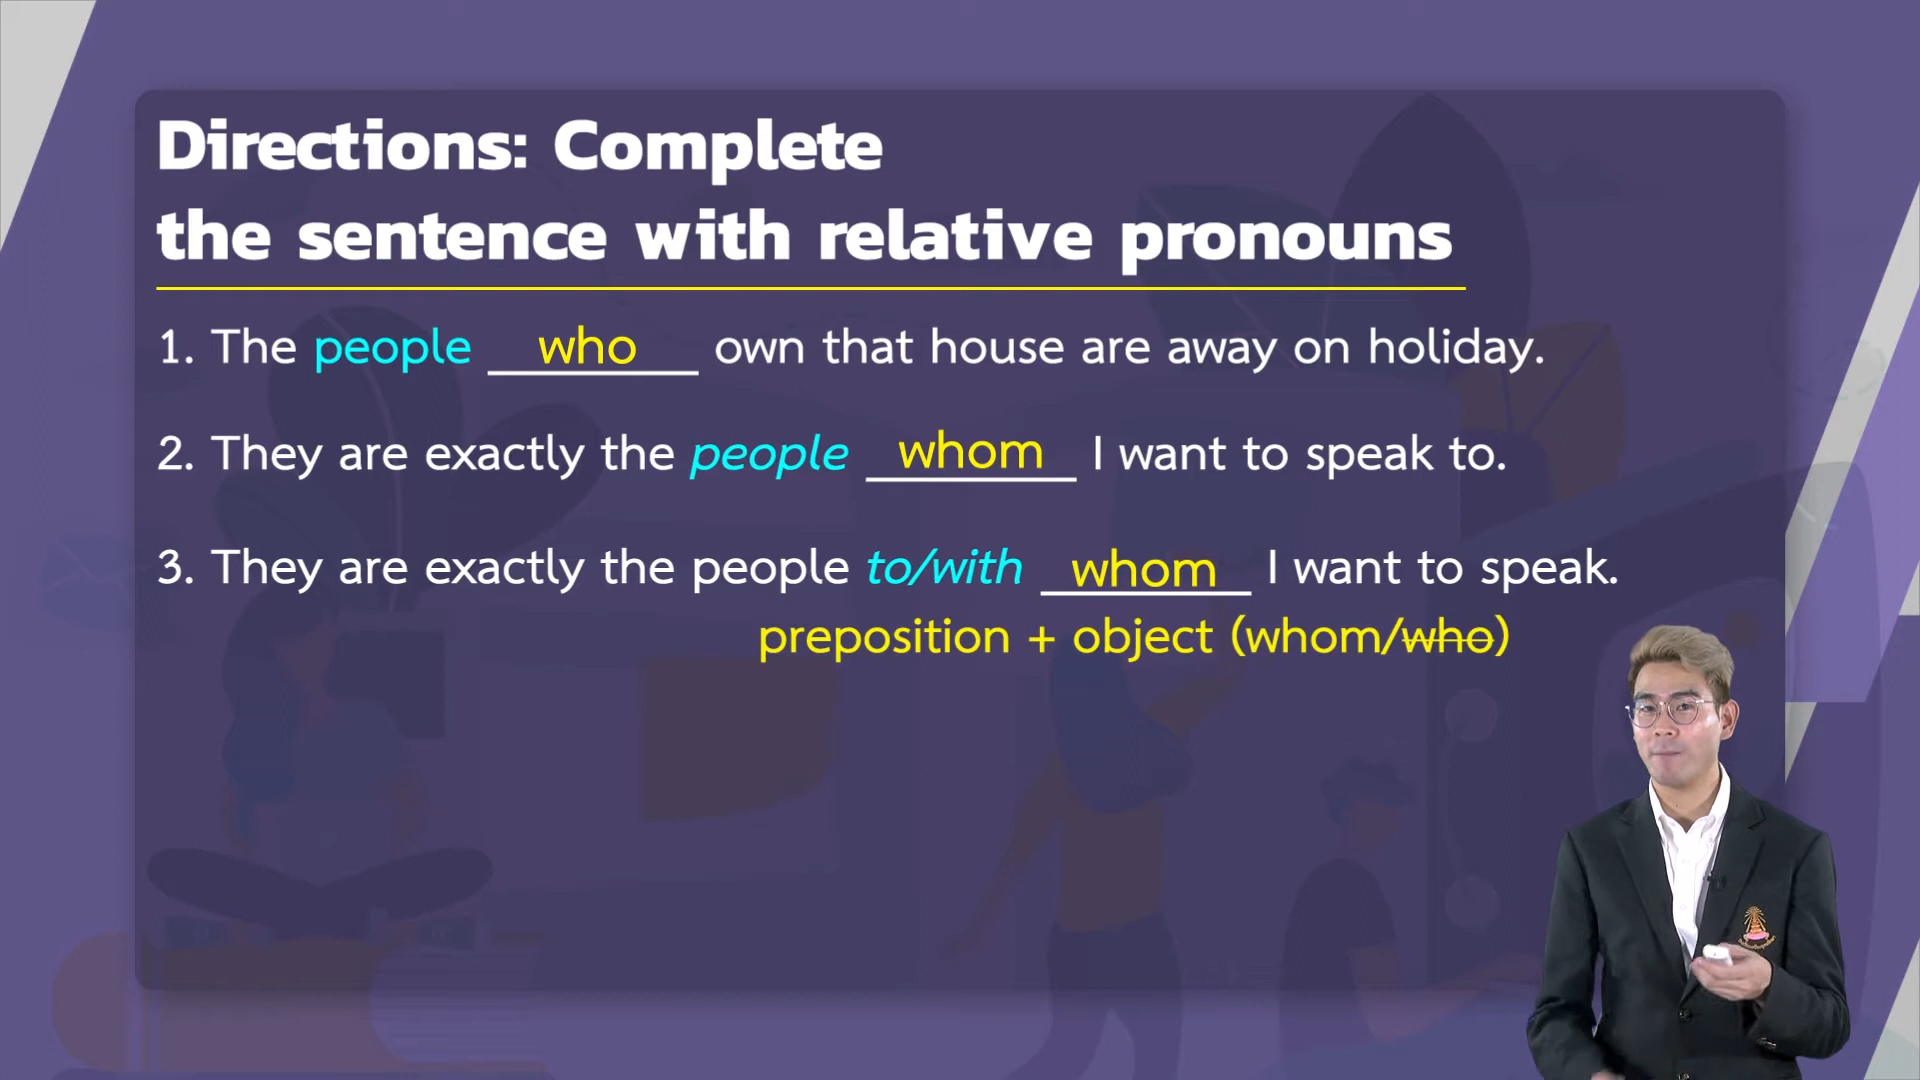 Directions: Complete
the sentence with relative pronouns
1. The people who own that house are away on holiday.
2. They are exactly the people whom I want to speak to.
3. They are exactly the people to/with whom I want to speak.
preposition + object (whom/who)